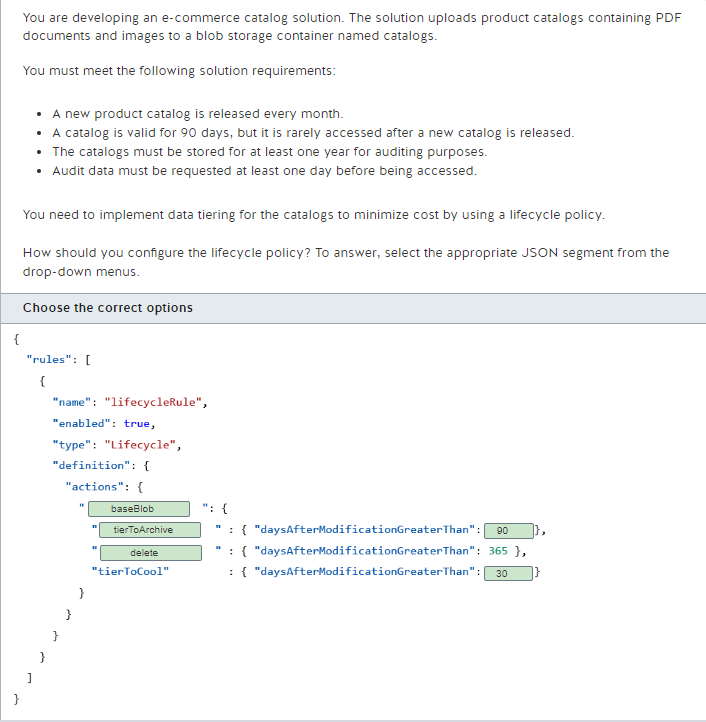 You are developing an e-commerce catalog solution. The solution uploads product catalogs containing PDF
documents and images to a blob storage container named catalogs.
You must meet the following solution requirements:
• A new product catalog is released every month.
• A catalog is valid for 90 days, but it is rarely accessed after a new catalog is released.
• The catalogs must be stored for at least one year for auditing purposes.
• Audit data must be requested at least one day before being accessed.
You need to implement data tiering for the catalogs to minimize cost by using a lifecycle policy.
How should you configure the lifecycle policy? To answer, select the appropriate JSON segment from the
drop-down menus.
Choose the correct options
{
"rules": [
{
"name": "lifecycleRule",
"enabled": true,
"type": "Lifecycle",
"definition": {
"actions": {
" baseBlob ": {
" tierToArchive " : { "daysAfterModificationGreaterThan": 90 },
" delete " : { "daysAfterModificationGreaterThan": 365 },
"tierToCool" : { "daysAfterModificationGreaterThan": 30 }
}
}
}
}
]
}